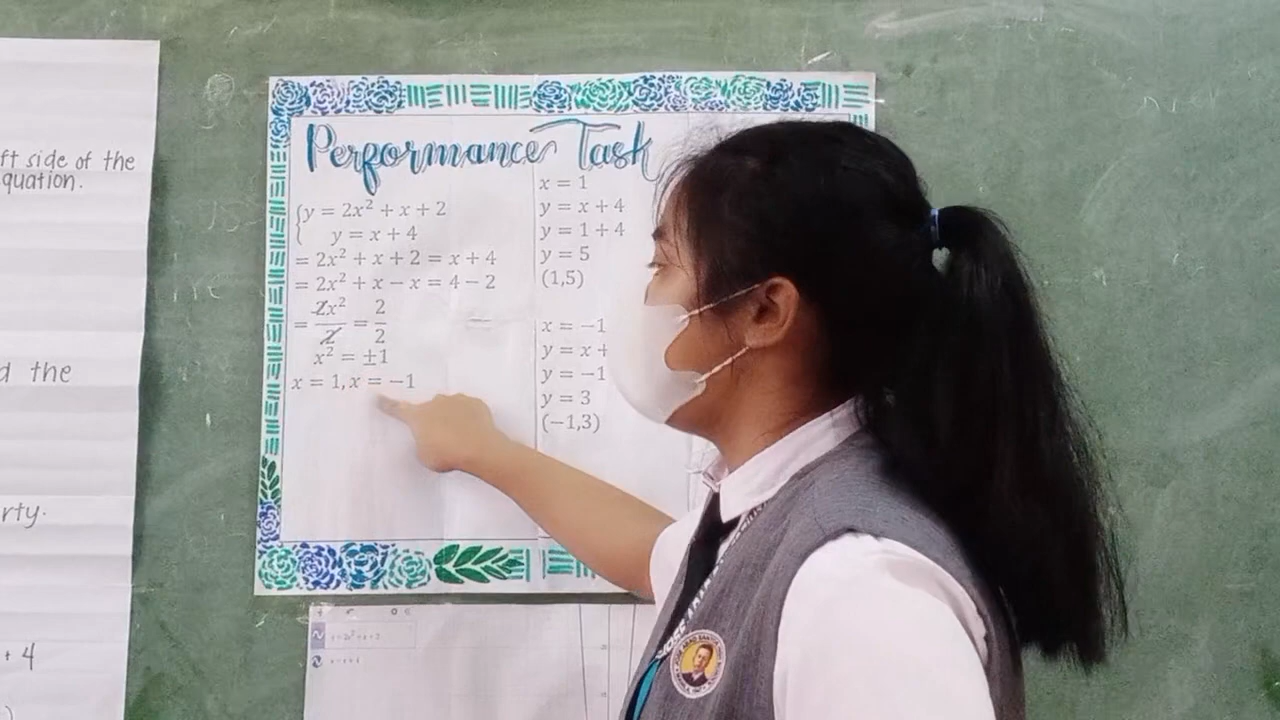 ft side of the
quation.
d the
rty.
+ 4
Performance Task
y = 2x² + x + 2
y = x + 4
= 2x² + x + 2 = x + 4
= 2x² + x − x = 4 − 2
= 2x²/2 = 2/2
x² = ±1
x = 1, x = −1
x = 1
y = x + 4
y = 1 + 4
y = 5
(1,5)
x = −1
y = x +
y = −1
y = 3
(−1,3)